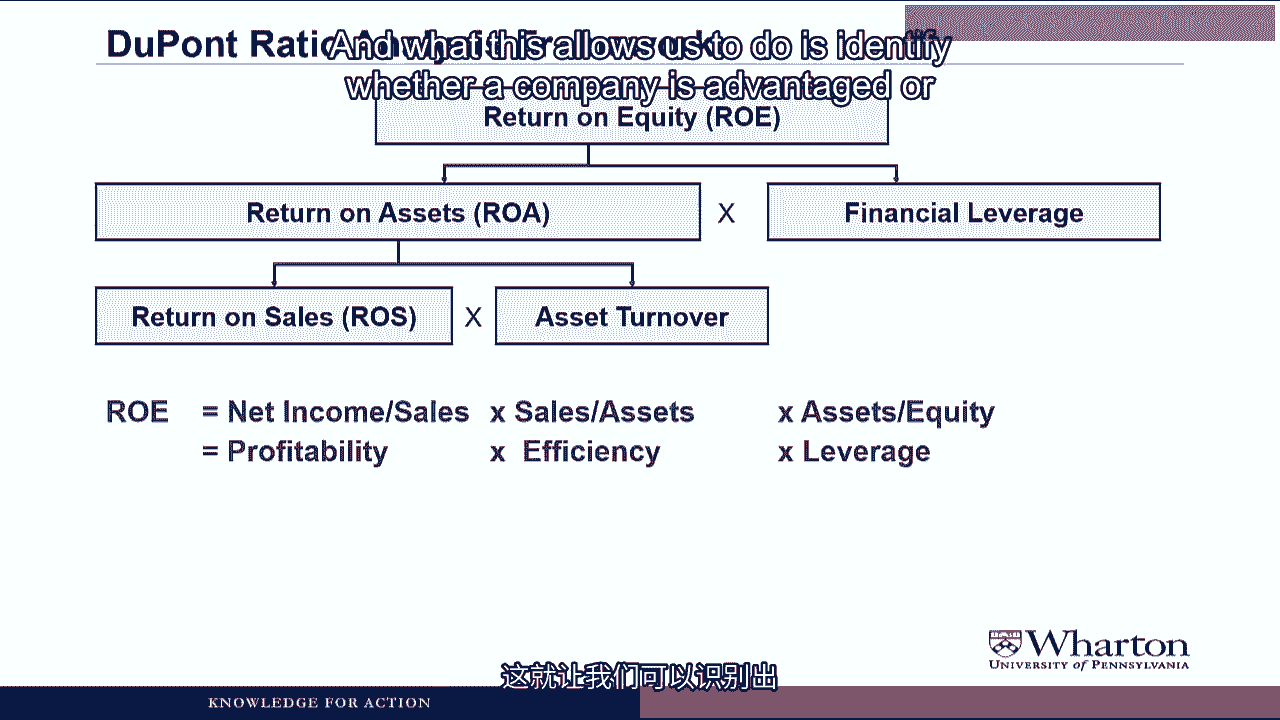 DuPont Ratio
And what this allows us to do is identify
whether a company is advantaged or
Return on Equity (ROE)
Return on Assets (ROA) X Financial Leverage
Return on Sales (ROS) X Asset Turnover
ROE = Net Income/Sales x Sales/Assets x Assets/Equity
= Profitability x Efficiency x Leverage
Wharton
UNIVERSITY of PENNSYLVANIA
这就让我们可以识别出
KNOWLEDGE FOR ACTION